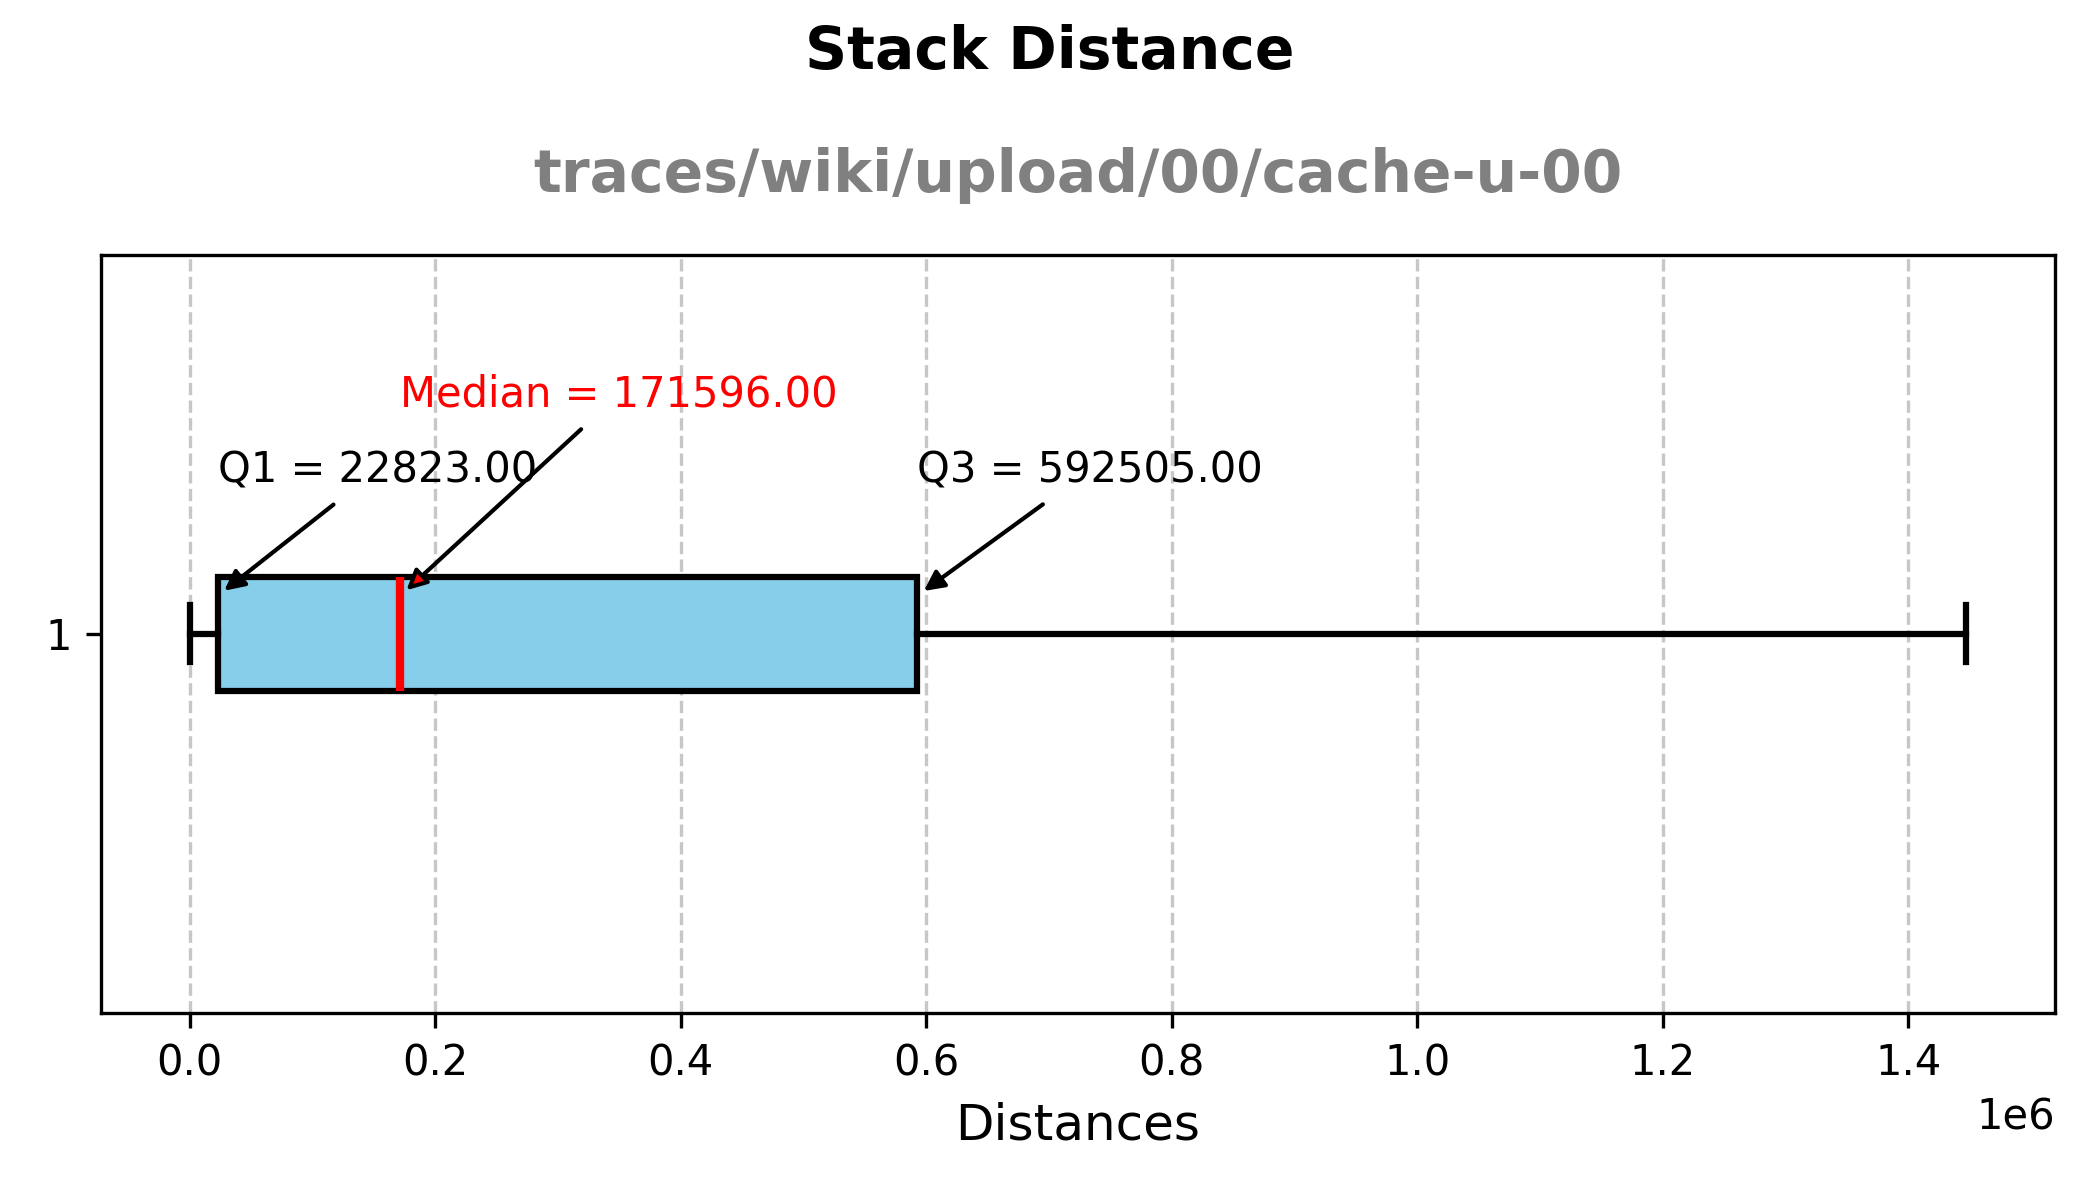 Stack Distance
traces/wiki/upload/00/cache-u-00
Median = 171596.00
Q1 = 22823.00
Q3 = 592505.00
1
0.0 0.2 0.4 0.6 0.8 1.0 1.2 1.4
1e6
Distances